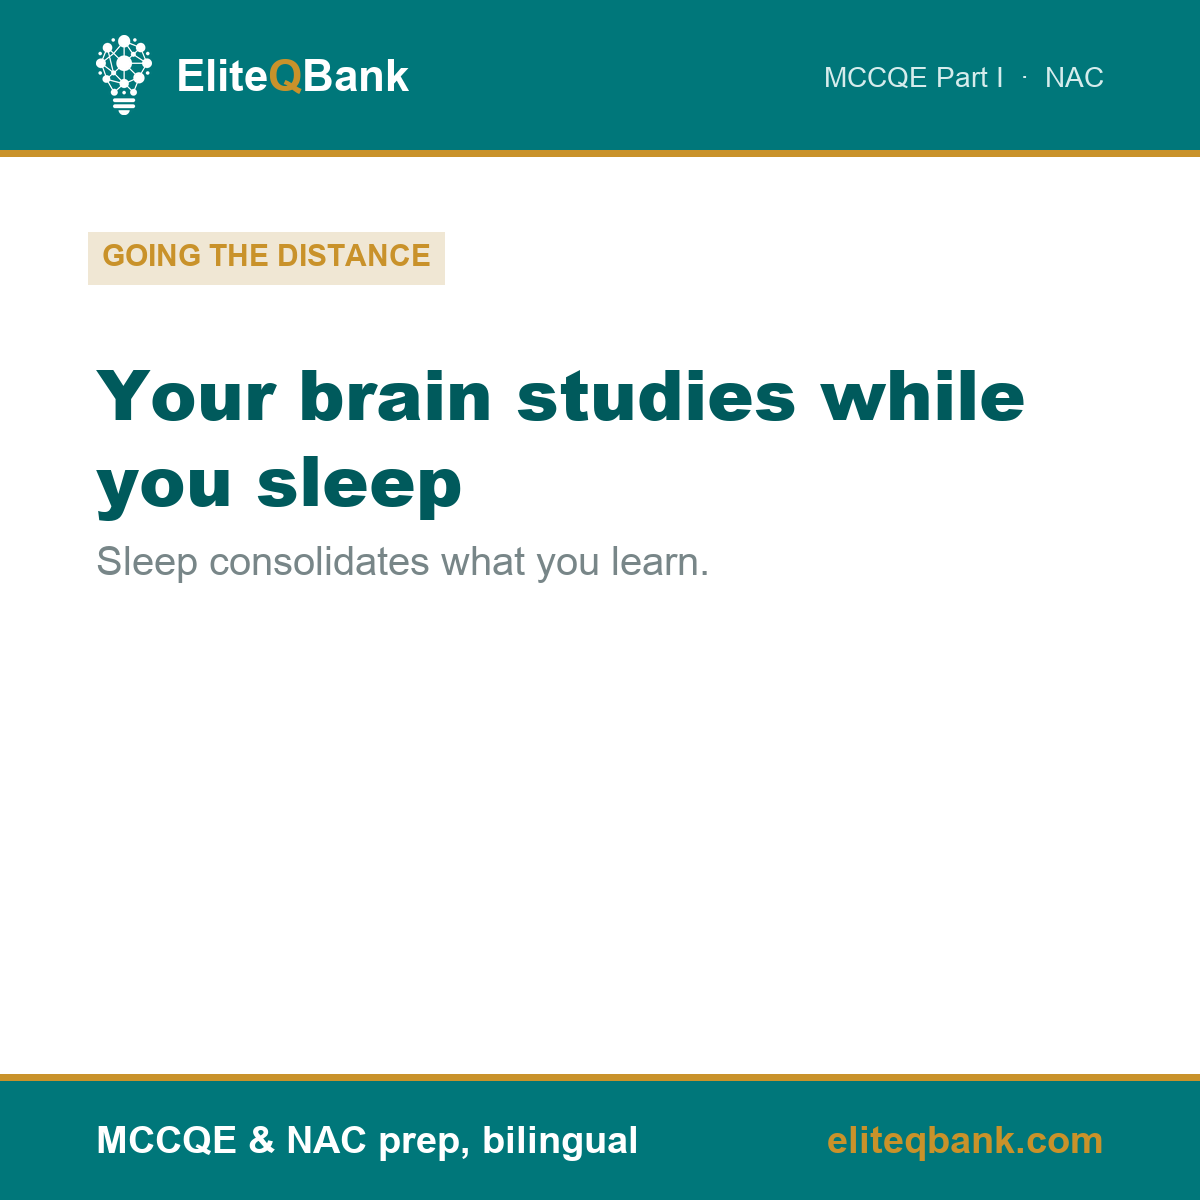 EliteQBank
MCCQE Part I · NAC
GOING THE DISTANCE
Your brain studies while
you sleep
Sleep consolidates what you learn.
MCCQE & NAC prep, bilingual
eliteqbank.com